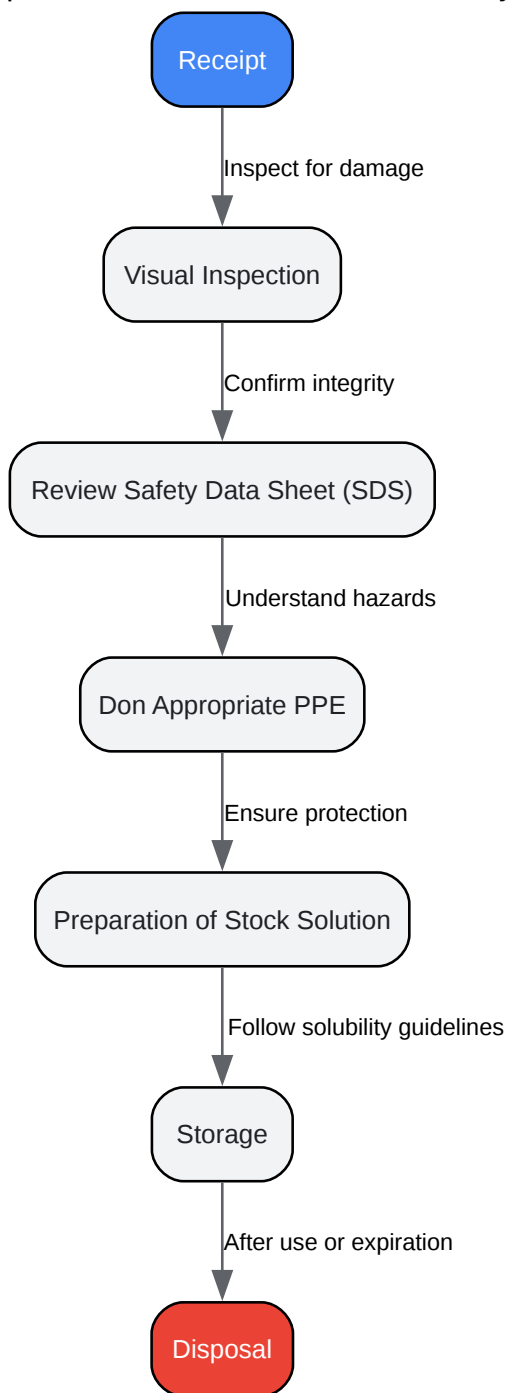 Receipt
Inspect for damage
Visual Inspection
Confirm integrity
Review Safety Data Sheet (SDS)
Understand hazards
Don Appropriate PPE
Ensure protection
Preparation of Stock Solution
Follow solubility guidelines
Storage
After use or expiration
Disposal